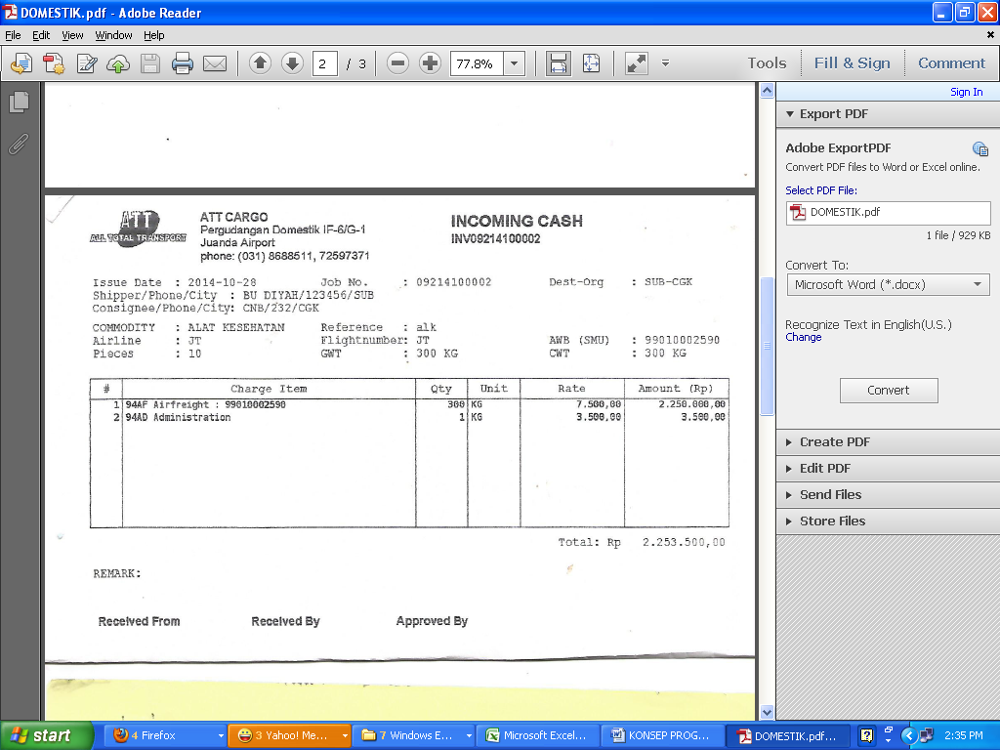 DOMESTIK.pdf - Adobe Reader
File Edit View Window Help
2 / 3 77.8% Tools Fill & Sign Comment
Sign In
Export PDF
Adobe ExportPDF
Convert PDF files to Word or Excel online.
Select PDF File:
DOMESTIK.pdf
1 file / 929 KB
Convert To:
Microsoft Word (*.docx)
Recognize Text in English(U.S.)
Change
Convert
Create PDF
Edit PDF
Send Files
Store Files
ATT
ALL TOTAL TRANSPORT
ATT CARGO
Pergudangan Domestik IF-6/G-1
Juanda Airport
phone: (031) 8688511, 72597371
INCOMING CASH
INV09214100002
Issue Date : 2014-10-28 Job No. : 09214100002 Dest-Org : SUB-CGK
Shipper/Phone/City : BU DIYAH/123456/SUB
Consignee/Phone/City: CNB/232/CGK
COMMODITY : ALAT KESEHATAN Reference : alk
Airline : JT Flightnumber: JT AWB (SMU) : 99010002590
Pieces : 10 GWT : 300 KG CWT : 300 KG
# Charge Item Qty Unit Rate Amount (Rp)
1 94AF Airfreight : 99010002590 300 KG 7.500,00 2.250.000,00
2 94AD Administration 1 KG 3.500,00 3.500,00
Total: Rp 2.253.500,00
REMARK:
Received From Received By Approved By
start 4 Firefox 3 Yahoo! Me... 7 Windows E... Microsoft Excel... KONSEP PROG... DOMESTIK.pdf... 2:35 PM